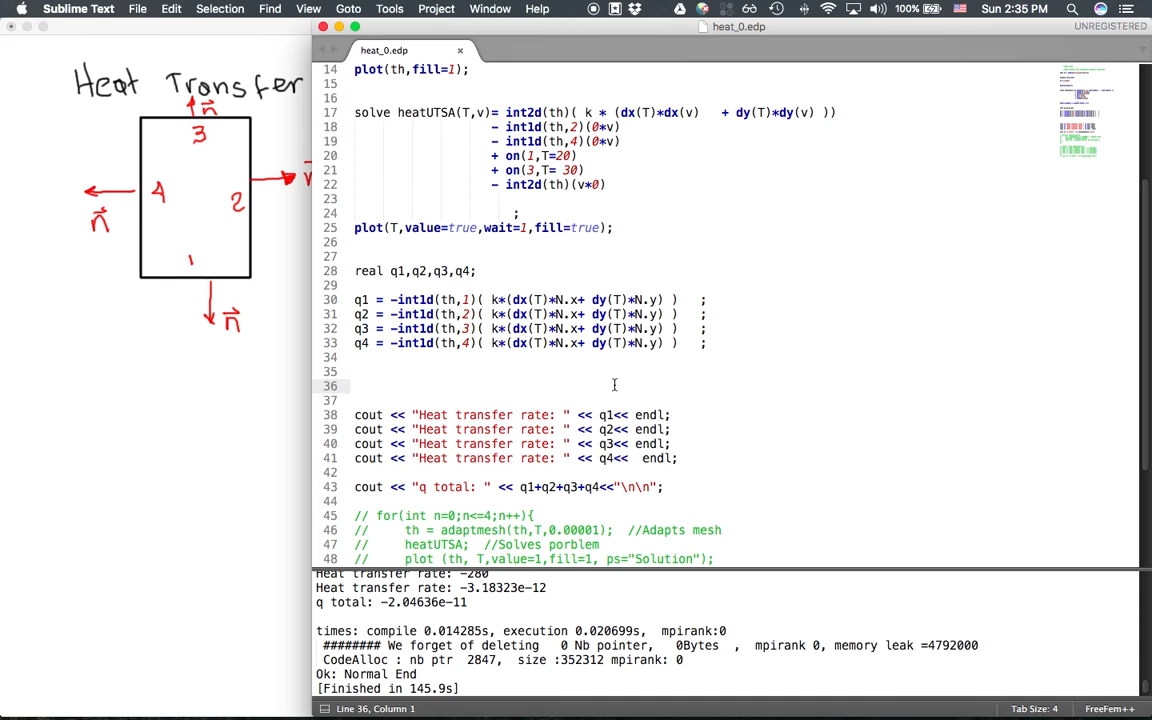 Sublime Text File Edit Selection Find View Goto Tools Project Window Help 100% Sun 2:35 PM
heat_0.edp UNREGISTERED
heat_0.edp
Heat Transfer
n
3
4
2
n
1
n
14 plot(th,fill=1);
15
16
17 solve heatUTSA(T,v)= int2d(th)( k * (dx(T)*dx(v) + dy(T)*dy(v) ))
18 - int1d(th,2)(0*v)
19 - int1d(th,4)(0*v)
20 + on(1,T=20)
21 + on(3,T= 30)
22 - int2d(th)(v*0)
23
24 ;
25 plot(T,value=true,wait=1,fill=true);
26
27
28 real q1,q2,q3,q4;
29
30 q1 = -int1d(th,1)( k*(dx(T)*N.x+ dy(T)*N.y) ) ;
31 q2 = -int1d(th,2)( k*(dx(T)*N.x+ dy(T)*N.y) ) ;
32 q3 = -int1d(th,3)( k*(dx(T)*N.x+ dy(T)*N.y) ) ;
33 q4 = -int1d(th,4)( k*(dx(T)*N.x+ dy(T)*N.y) ) ;
34
35
36
37
38 cout << "Heat transfer rate: " << q1<< endl;
39 cout << "Heat transfer rate: " << q2<< endl;
40 cout << "Heat transfer rate: " << q3<< endl;
41 cout << "Heat transfer rate: " << q4<< endl;
42
43 cout << "q total: " << q1+q2+q3+q4<<"\n\n";
44
45 // for(int n=0;n<=4;n++){
46 // th = adaptmesh(th,T,0.00001); //Adapts mesh
47 // heatUTSA; //Solves porblem
48 // plot (th, T,value=1,fill=1, ps="Solution");
Heat transfer rate: -280
Heat transfer rate: -3.18323e-12
q total: -2.04636e-11
times: compile 0.014285s, execution 0.020699s, mpirank:0
######## We forget of deleting 0 Nb pointer, 0Bytes , mpirank 0, memory leak =4792000
CodeAlloc : nb ptr 2847, size :352312 mpirank: 0
Ok: Normal End
[Finished in 145.9s]
Line 36, Column 1 Tab Size: 4 FreeFem++